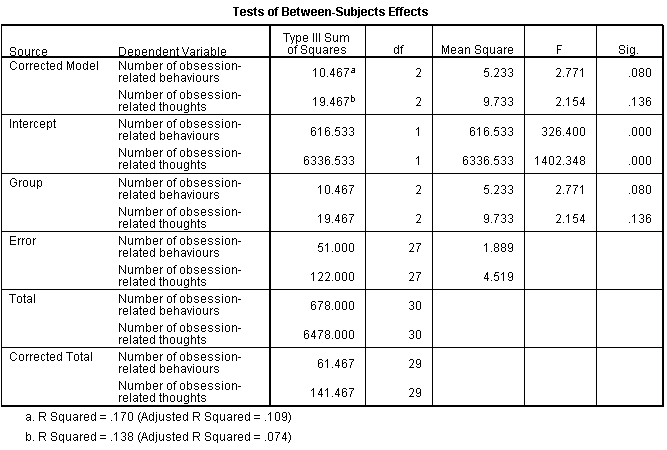 Tests of Between-Subjects Effects
Source Dependent Variable Type III Sum of Squares df Mean Square F Sig.
Corrected Model Number of obsession-related behaviours 10.467a 2 5.233 2.771 .080
Number of obsession-related thoughts 19.467b 2 9.733 2.154 .136
Intercept Number of obsession-related behaviours 616.533 1 616.533 326.400 .000
Number of obsession-related thoughts 6336.533 1 6336.533 1402.348 .000
Group Number of obsession-related behaviours 10.467 2 5.233 2.771 .080
Number of obsession-related thoughts 19.467 2 9.733 2.154 .136
Error Number of obsession-related behaviours 51.000 27 1.889
Number of obsession-related thoughts 122.000 27 4.519
Total Number of obsession-related behaviours 678.000 30
Number of obsession-related thoughts 6478.000 30
Corrected Total Number of obsession-related behaviours 61.467 29
Number of obsession-related thoughts 141.467 29
a. R Squared = .170 (Adjusted R Squared = .109)
b. R Squared = .138 (Adjusted R Squared = .074)